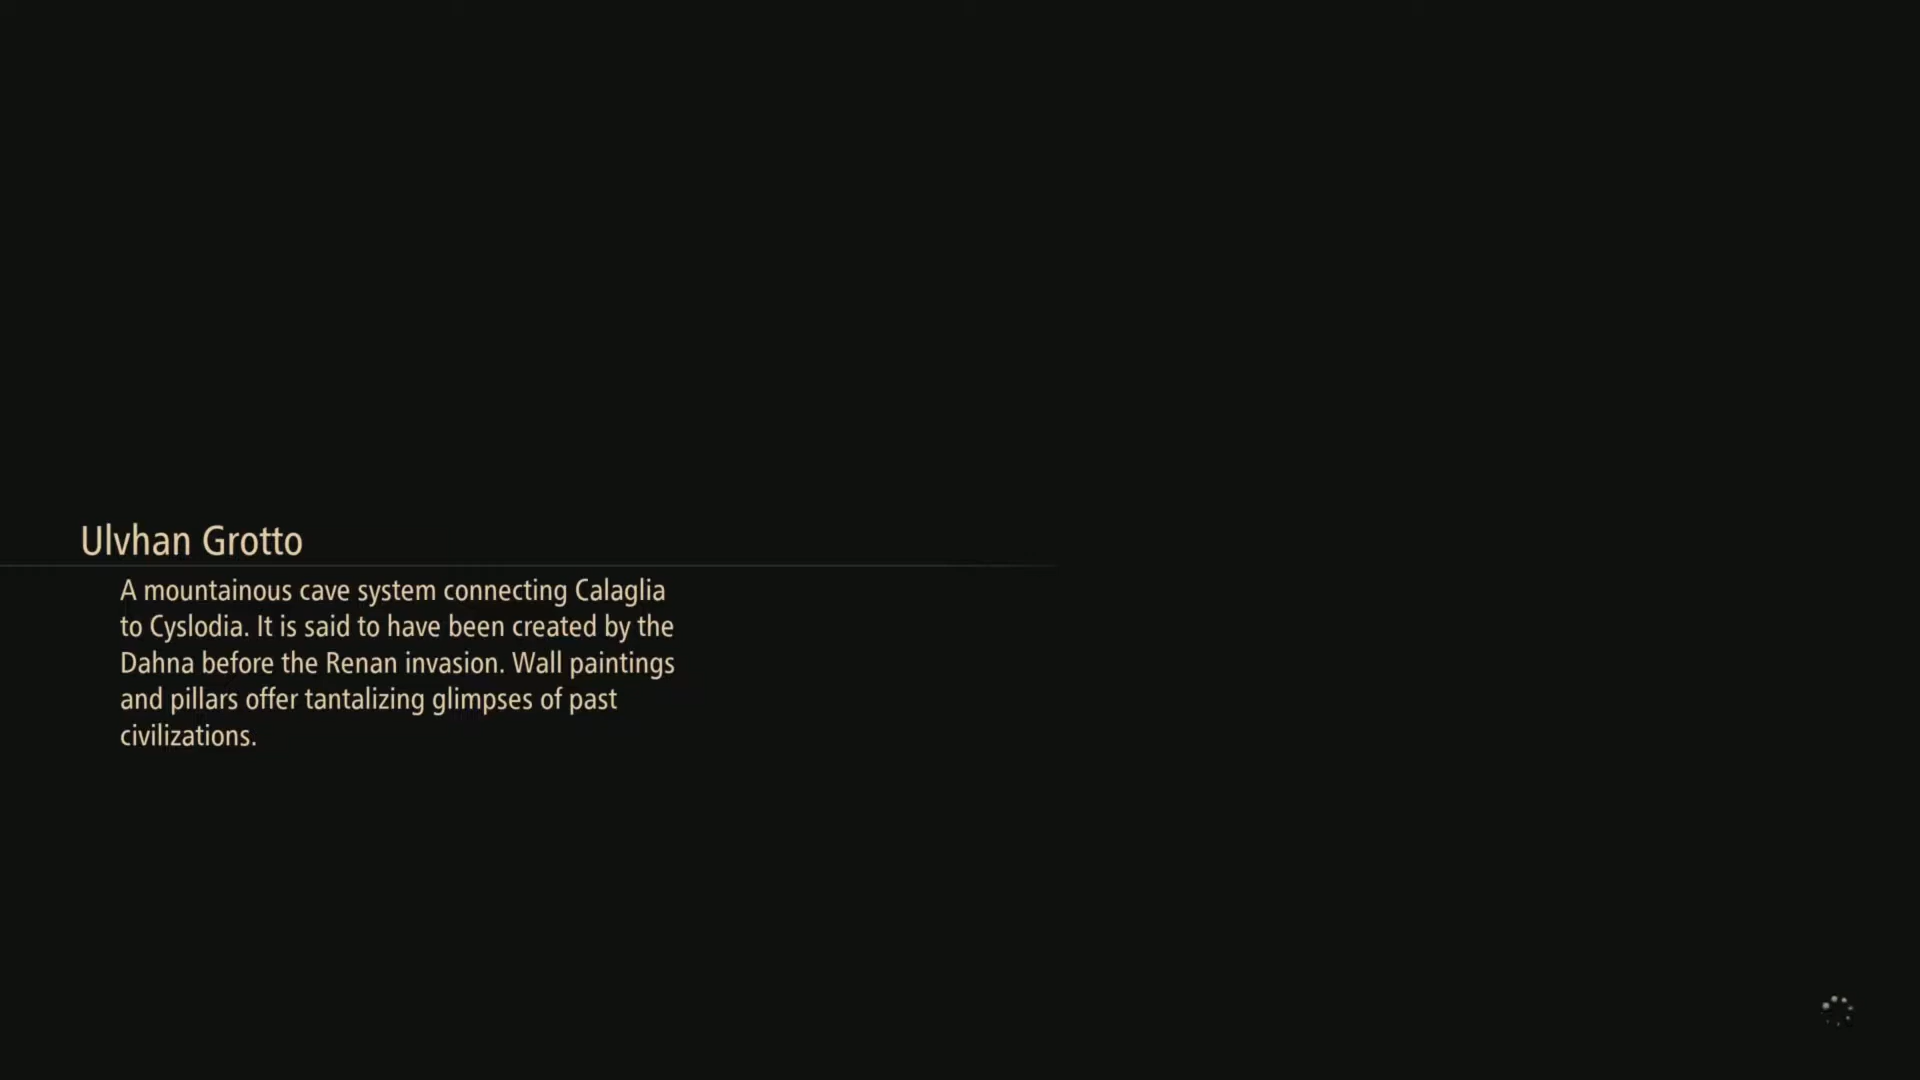 Ulvhan Grotto
A mountainous cave system connecting Calaglia
to Cyslodia. It is said to have been created by the
Dahna before the Renan invasion. Wall paintings
and pillars offer tantalizing glimpses of past
civilizations.